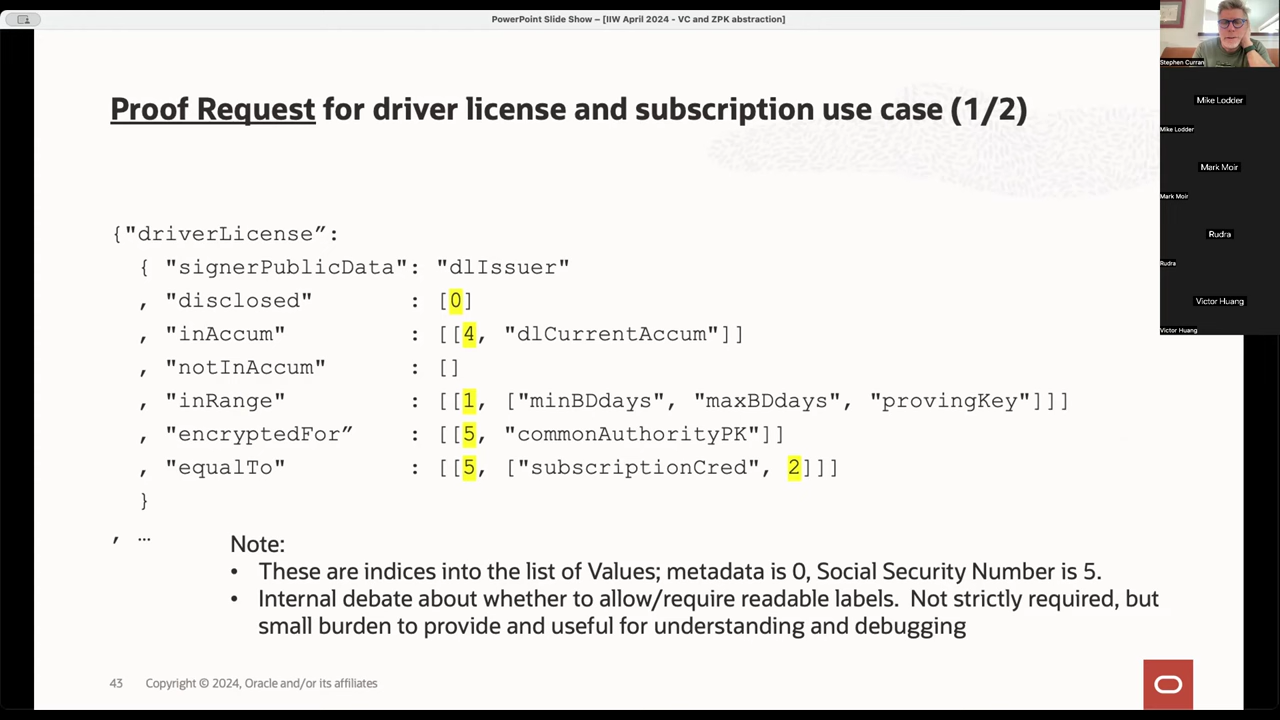 PowerPoint Slide Show – [IIW April 2024 - VC and ZPK abstraction]
Proof Request for driver license and subscription use case (1/2)
{"driverLicense”:
{ "signerPublicData": "dlIssuer"
, "disclosed" : [0]
, "inAccum" : [[4, "dlCurrentAccum"]]
, "notInAccum" : []
, "inRange" : [[1, ["minBDdays", "maxBDdays", "provingKey"]]]
, "encryptedFor” : [[5, "commonAuthorityPK"]]
, "equalTo" : [[5, ["subscriptionCred", 2]]]
}
, …
Note:
• These are indices into the list of Values; metadata is 0, Social Security Number is 5.
• Internal debate about whether to allow/require readable labels. Not strictly required, but
small burden to provide and useful for understanding and debugging
43 Copyright © 2024, Oracle and/or its affiliates
Stephen Curran
Mike Lodder
Mike Lodder
Mark Moir
Mark Moir
Rudra
Rudra
Victor Huang
Victor Huang